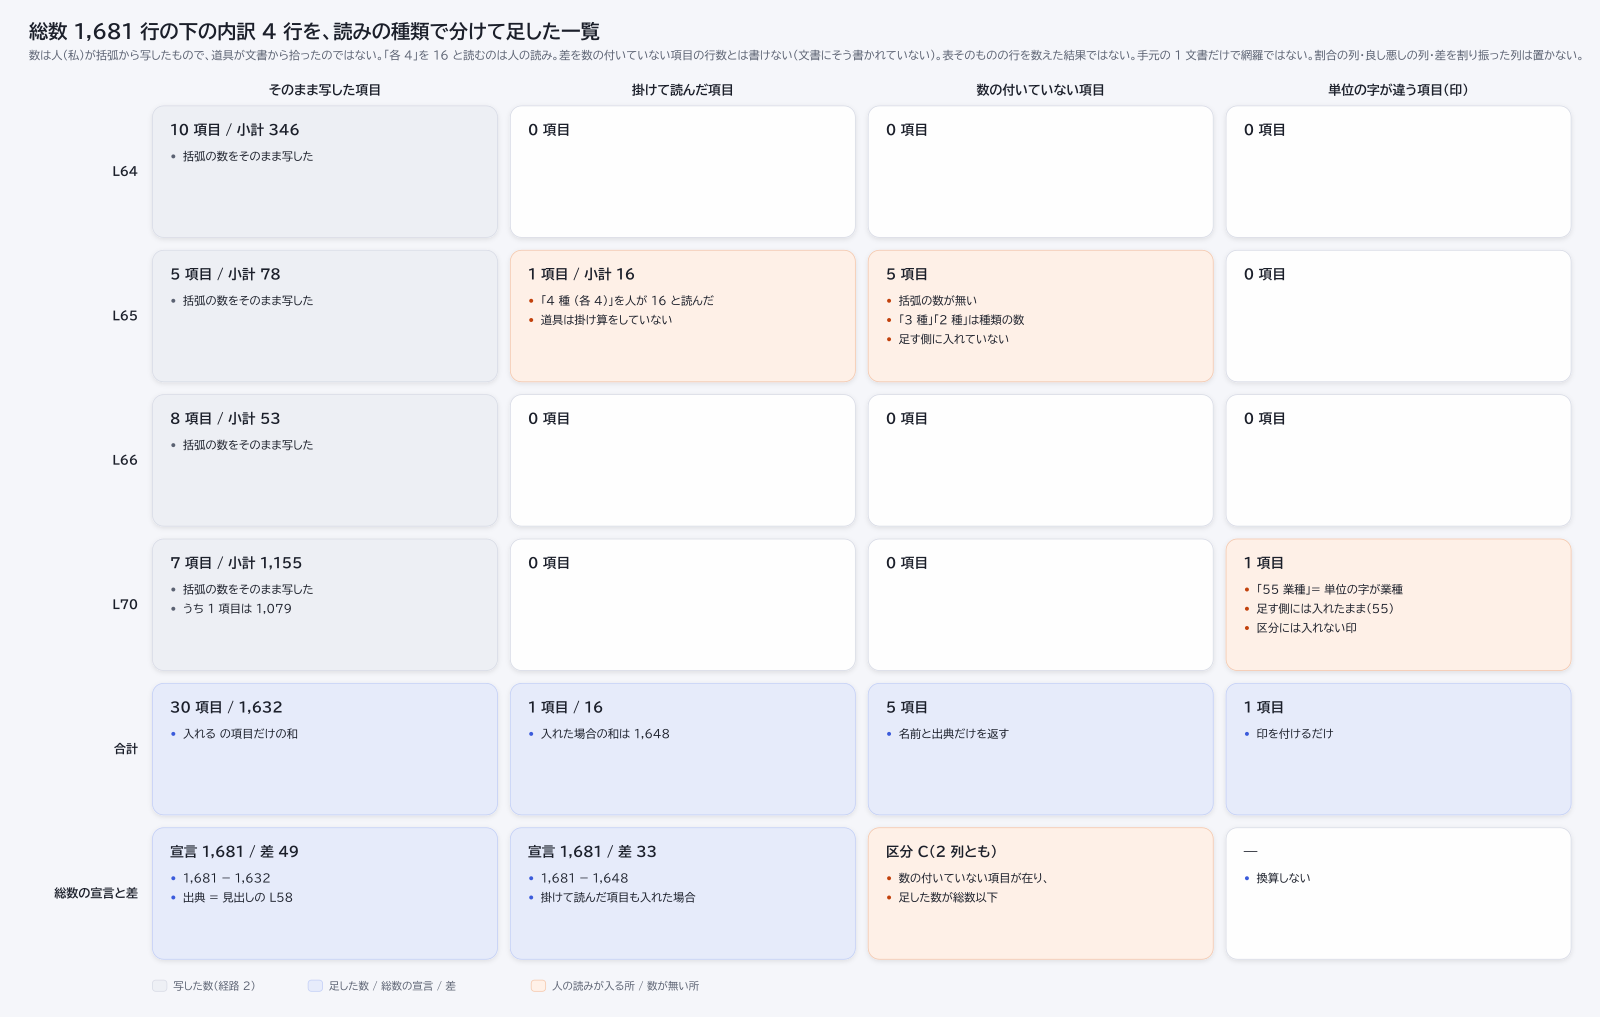 総数 1,681 行の下の内訳 4 行を、読みの種類で分けて足した一覧
数は人(私)が括弧から写したもので、道具が文書から拾ったのではない。「各 4」を 16 と読むのは人の読み。差を数の付いていない項目の行数とは書けない(文書にそう書かれていない)。表そのものの行を数えた結果ではない。手元の 1 文書だけで網羅ではない。割合の列・良し悪しの列・差を割り振った列は置かない。
そのまま写した項目
掛けて読んだ項目
数の付いていない項目
単位の字が違う項目(印)
L64
10 項目 / 小計 346
• 括弧の数をそのまま写した
0 項目
0 項目
0 項目
L65
5 項目 / 小計 78
• 括弧の数をそのまま写した
1 項目 / 小計 16
• 「4 種 (各 4)」を人が 16 と読んだ
• 道具は掛け算をしていない
5 項目
• 括弧の数が無い
• 「3 種」「2 種」は種類の数
• 足す側に入れていない
0 項目
L66
8 項目 / 小計 53
• 括弧の数をそのまま写した
0 項目
0 項目
0 項目
L70
7 項目 / 小計 1,155
• 括弧の数をそのまま写した
• うち 1 項目は 1,079
0 項目
0 項目
1 項目
• 「55 業種」= 単位の字が業種
• 足す側には入れたまま(55)
• 区分には入れない印
合計
30 項目 / 1,632
• 入れる の項目だけの和
1 項目 / 16
• 入れた場合の和は 1,648
5 項目
• 名前と出典だけを返す
1 項目
• 印を付けるだけ
総数の宣言と差
宣言 1,681 / 差 49
• 1,681 − 1,632
• 出典 = 見出しの L58
宣言 1,681 / 差 33
• 1,681 − 1,648
• 掛けて読んだ項目も入れた場合
区分 C(2 列とも)
• 数の付いていない項目が在り、
• 足した数が総数以下
—
• 換算しない
写した数(経路 2)
足した数 / 総数の宣言 / 差
人の読みが入る所 / 数が無い所